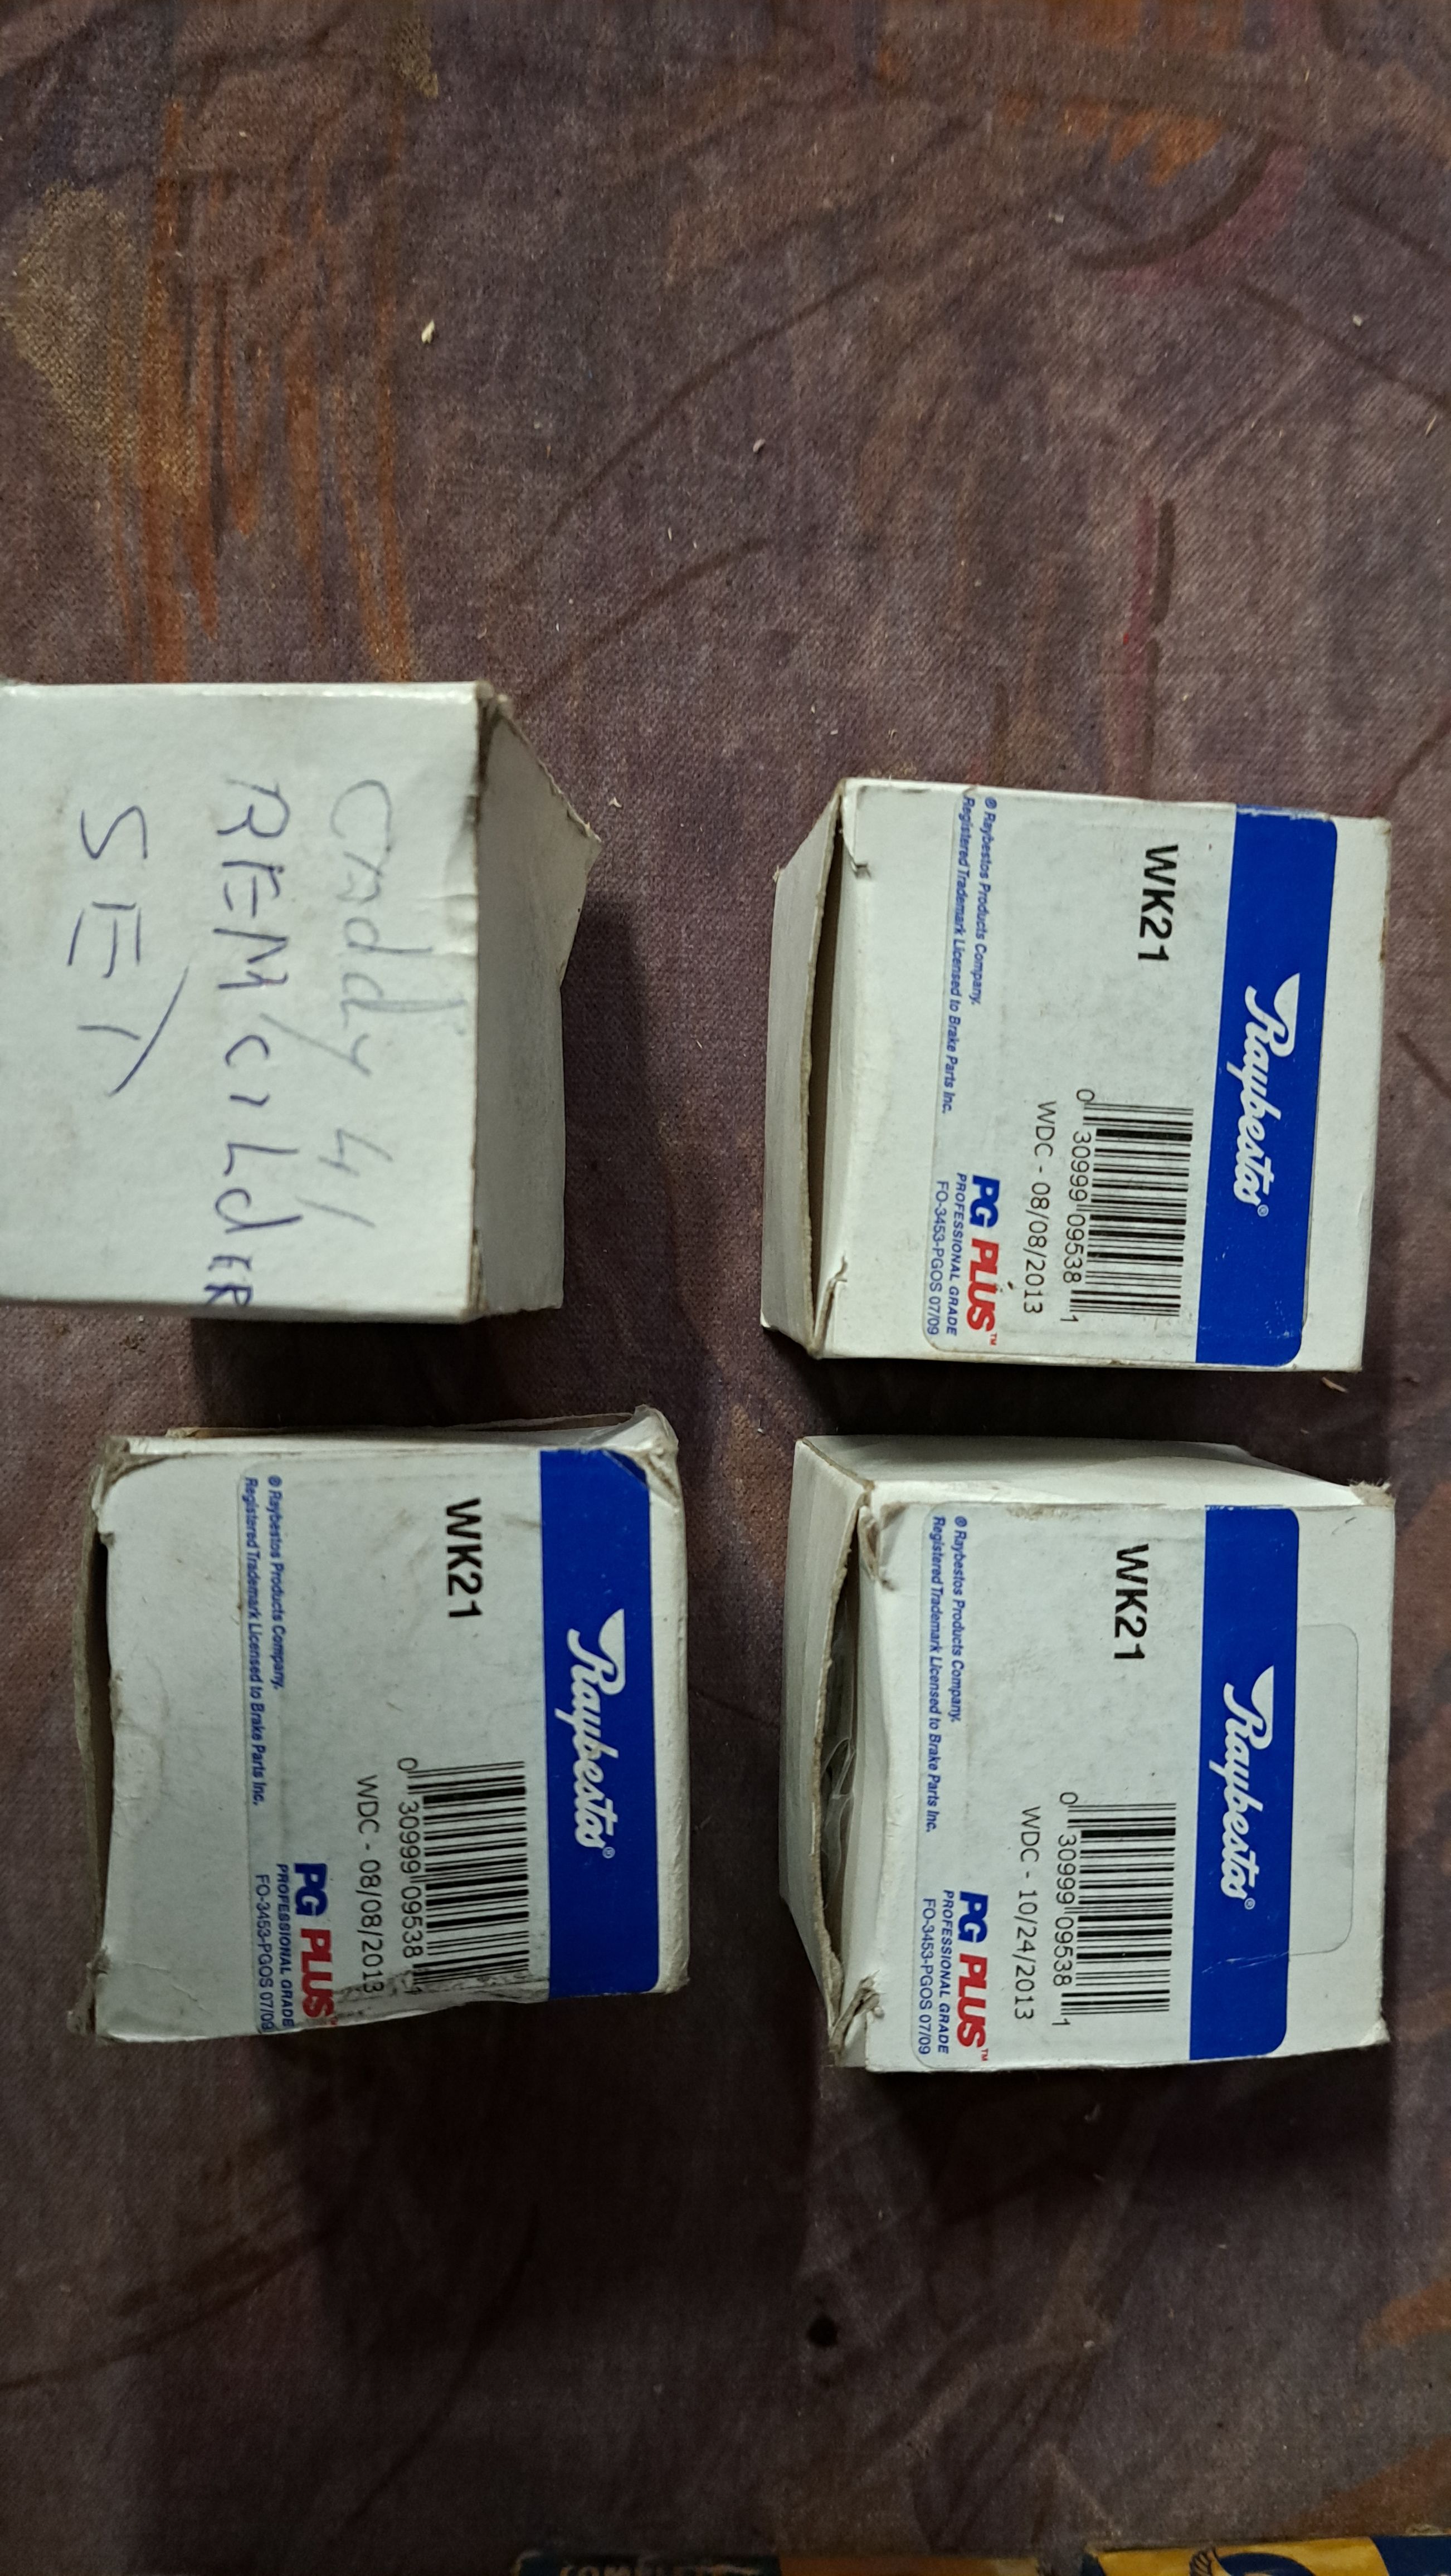 Caddy 41
REM/cyLdER
SET
Raybestos®
WK21
0 30999 09538 1
WDC - 08/08/2013
PG PLUS™
PROFESSIONAL GRADE
FO-3453-PGOS 07/09
® Raybestos Products Company.
Registered Trademark Licensed to Brake Parts Inc.
Raybestos®
WK21
0 30999 09538 1
WDC - 08/08/2013
PG PLUS™
PROFESSIONAL GRADE
FO-3453-PGOS 07/09
® Raybestos Products Company.
Registered Trademark Licensed to Brake Parts Inc.
Raybestos®
WK21
0 30999 09538 1
WDC - 10/24/2013
PG PLUS™
PROFESSIONAL GRADE
FO-3453-PGOS 07/09
® Raybestos Products Company.
Registered Trademark Licensed to Brake Parts Inc.
COMPLETE